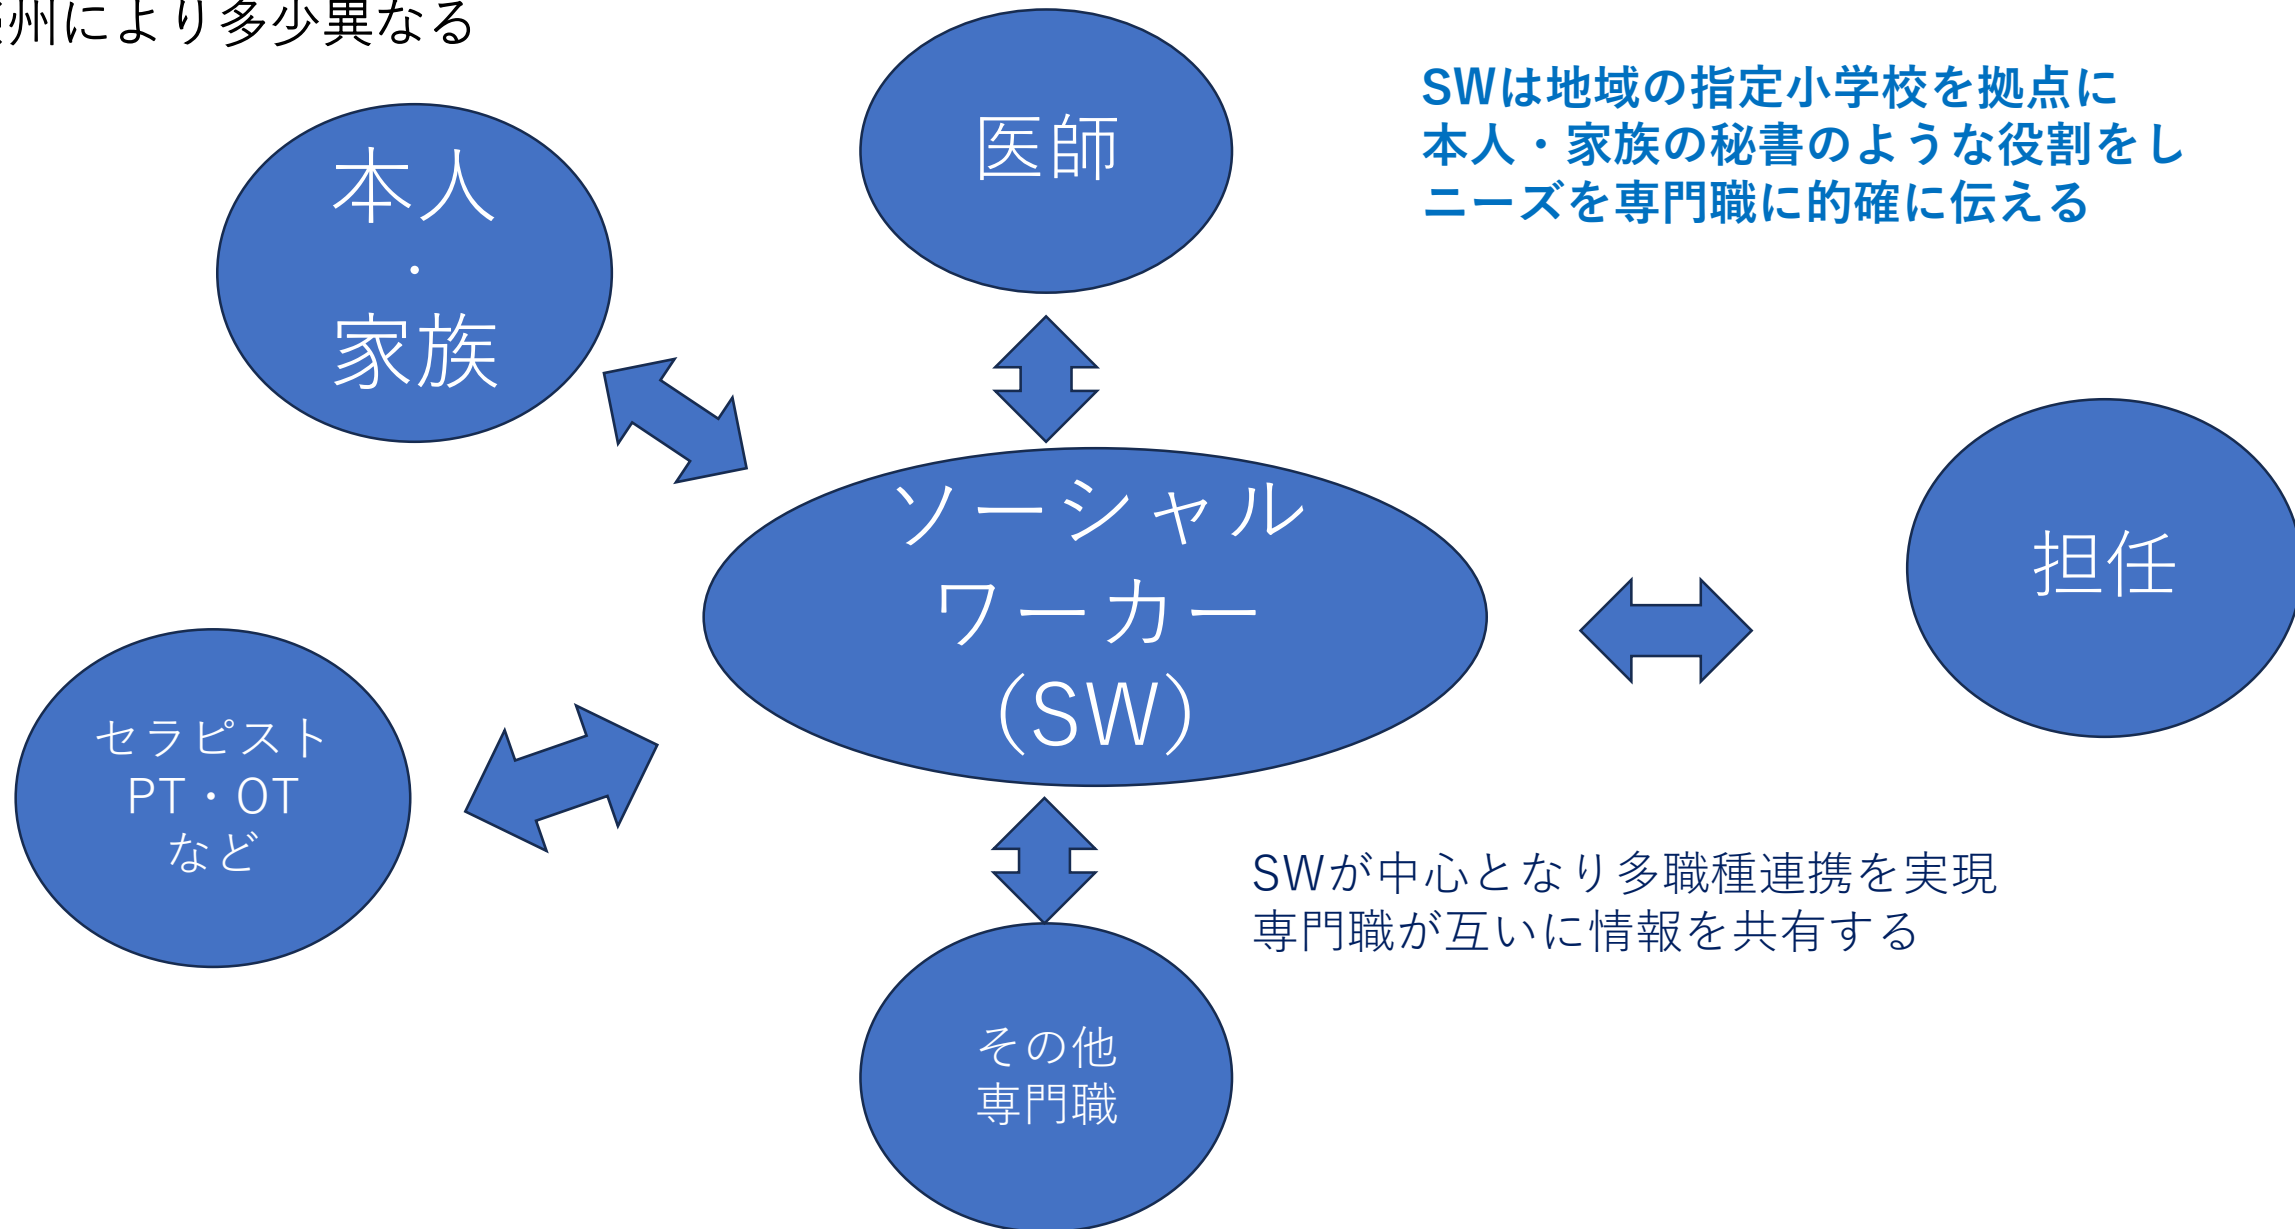 州により多少異なる
本人
・
家族
医師
SWは地域の指定小学校を拠点に
本人・家族の秘書のような役割をし
ニーズを専門職に的確に伝える
ソーシャル
ワーカー
（SW）
担任
セラピスト
PT・OT
など
SWが中心となり多職種連携を実現
専門職が互いに情報を共有する
その他
専門職